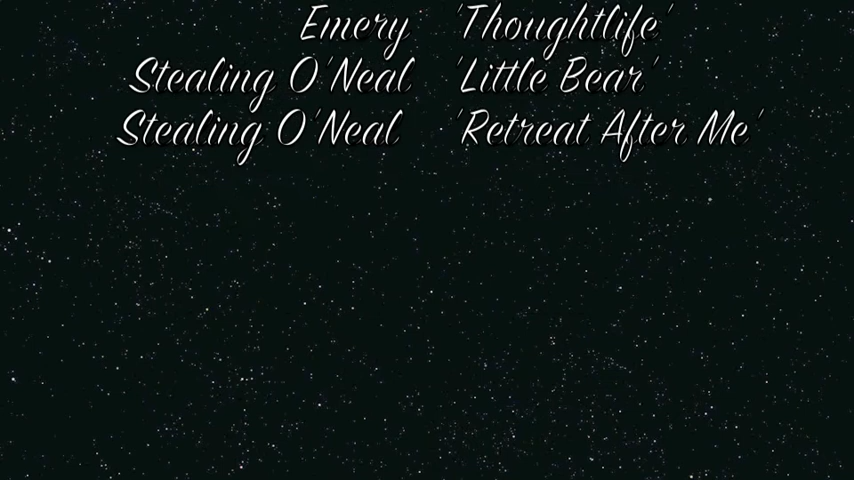 Emery 'Thoughtlife'
Stealing O'Neal 'Little Bear'
Stealing O'Neal 'Retreat After Me'